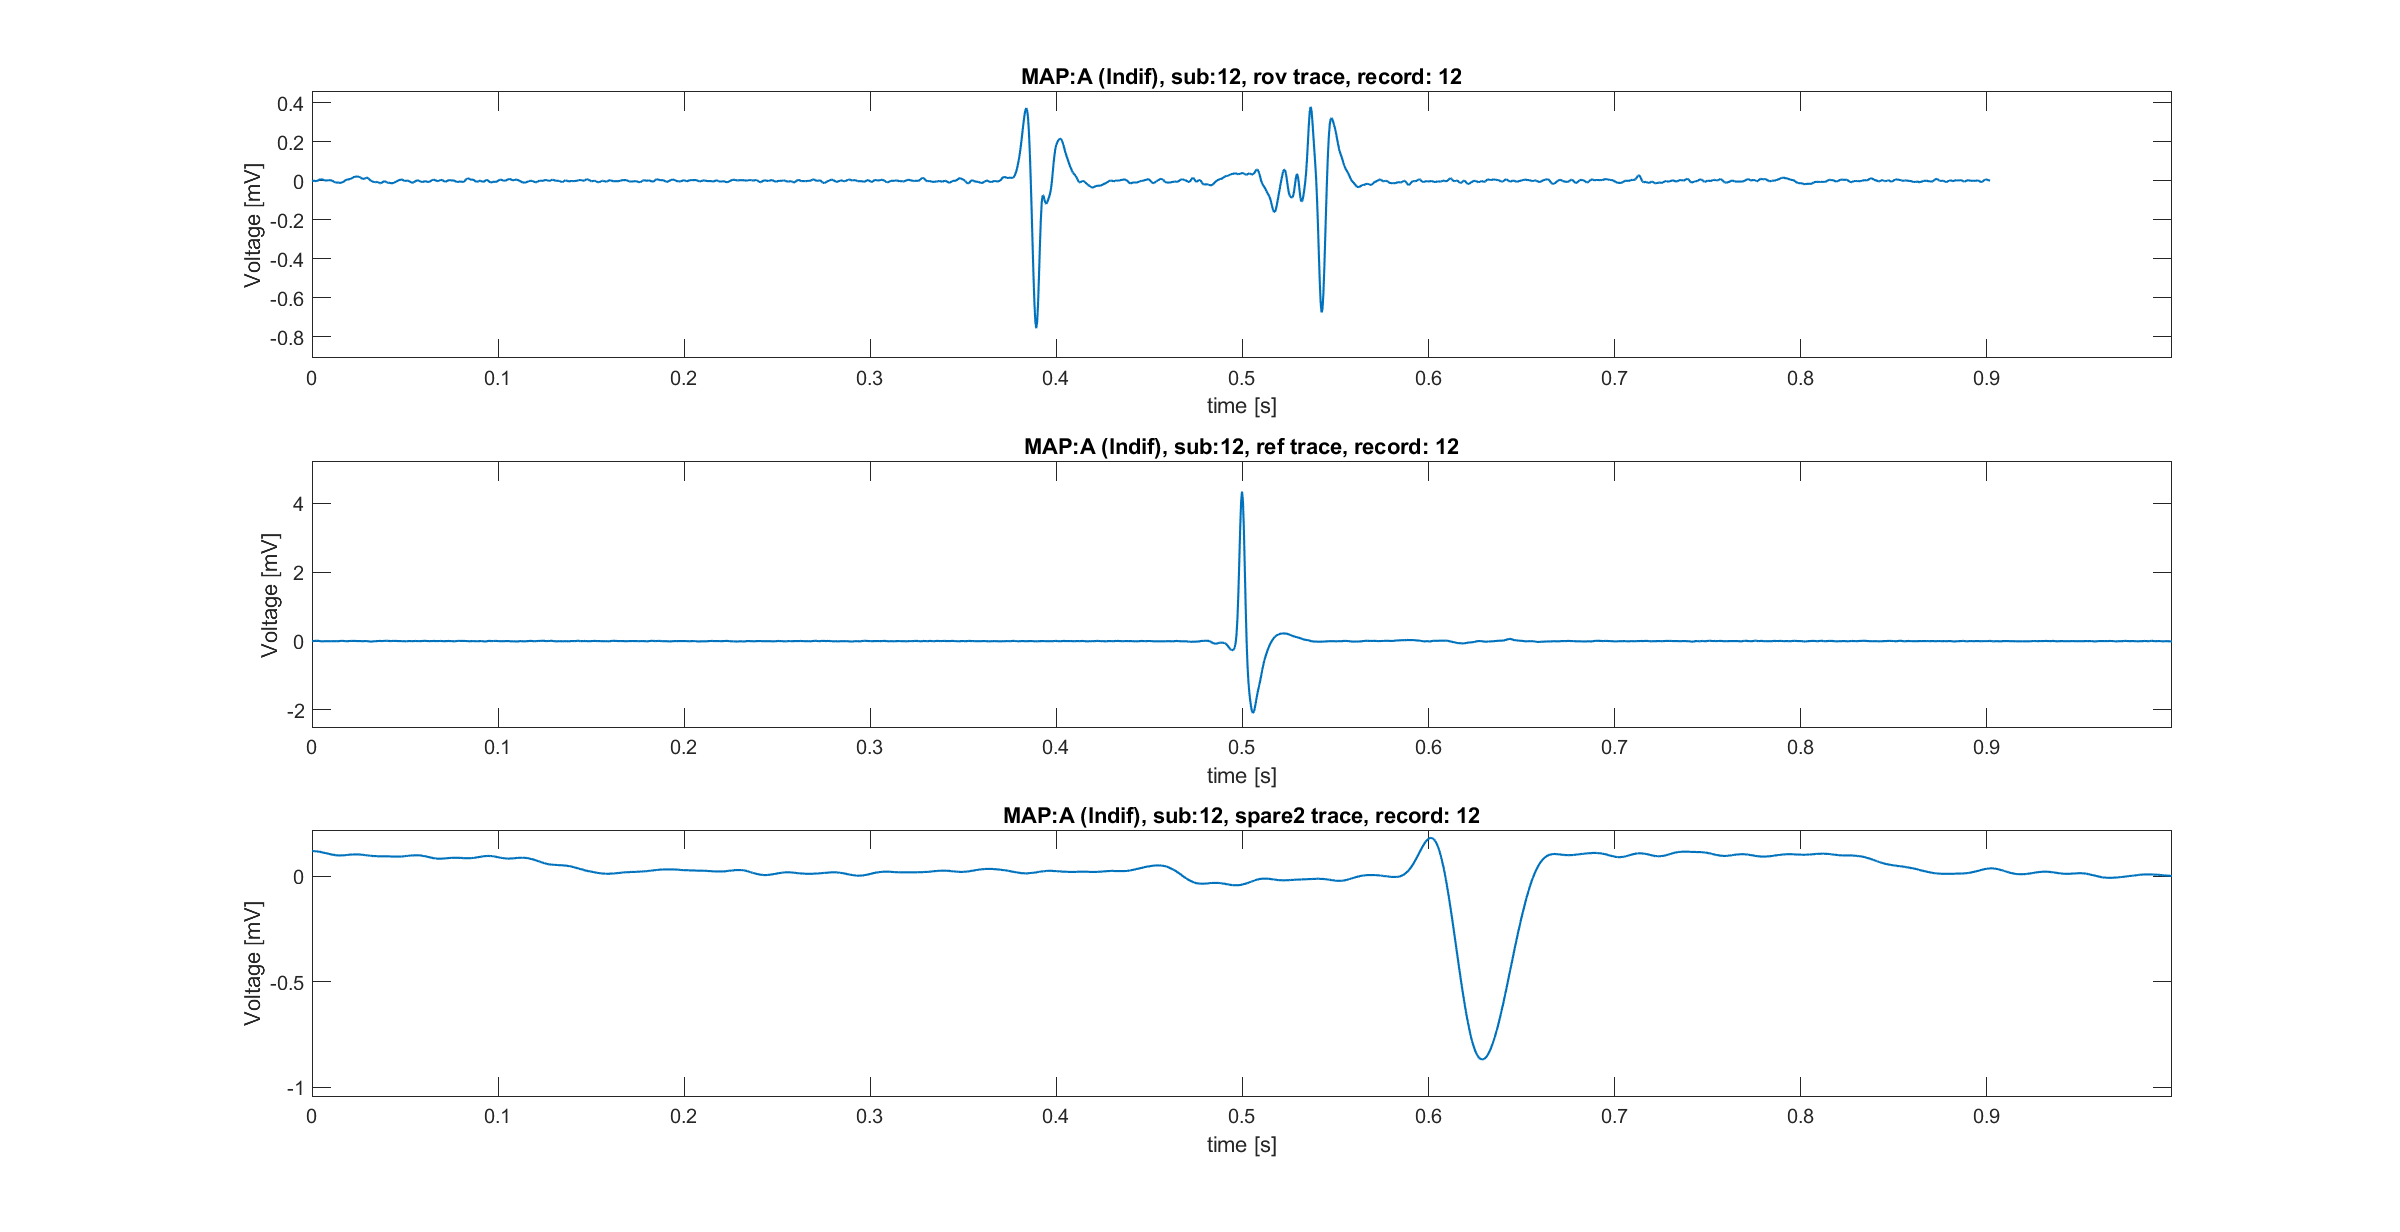 MAP:A (Indif), sub:12, rov trace, record: 12
Voltage [mV]
0.4
0.2
0
-0.2
-0.4
-0.6
-0.8
0 0.1 0.2 0.3 0.4 0.5 0.6 0.7 0.8 0.9
time [s]
MAP:A (Indif), sub:12, ref trace, record: 12
Voltage [mV]
4
2
0
-2
0 0.1 0.2 0.3 0.4 0.5 0.6 0.7 0.8 0.9
time [s]
MAP:A (Indif), sub:12, spare2 trace, record: 12
Voltage [mV]
0
-0.5
-1
0 0.1 0.2 0.3 0.4 0.5 0.6 0.7 0.8 0.9
time [s]